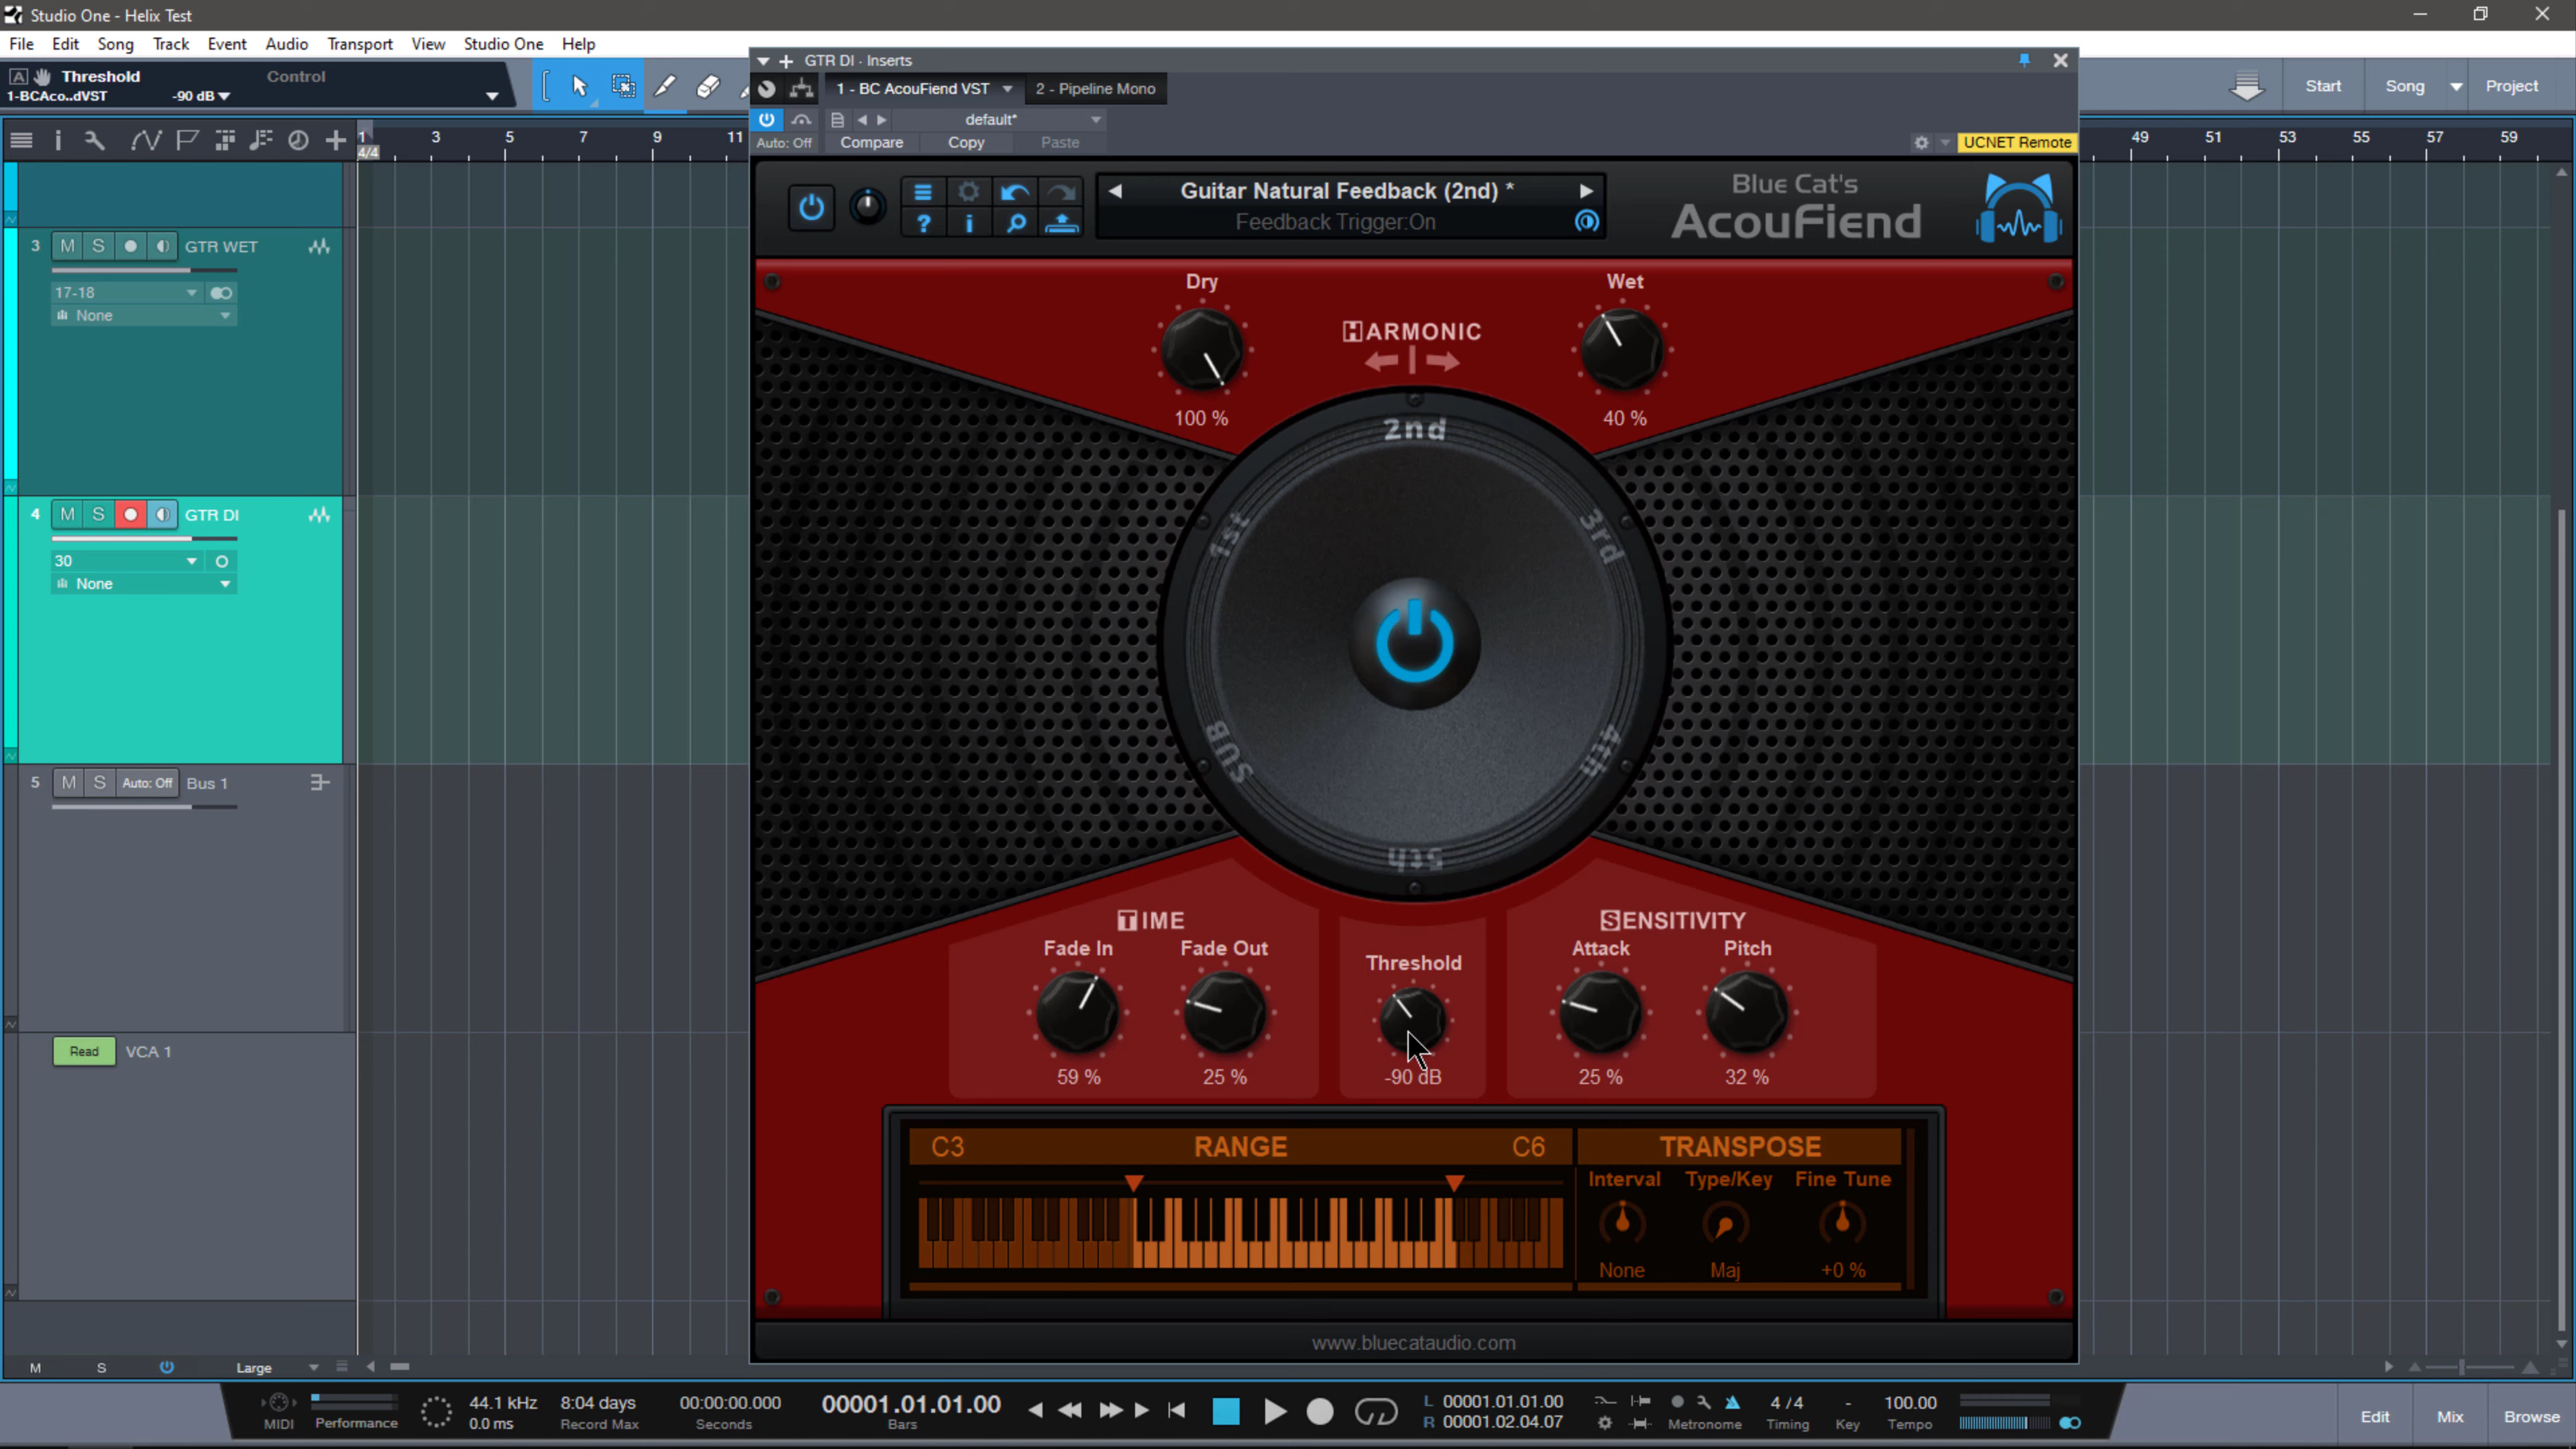 Studio One - Helix Test
File Edit Song Track Event Audio Transport View Studio One Help
Threshold Control
1-BCAco..dVST -90 dB
GTR DI - Inserts
1 - BC AcouFiend VST 2 - Pipeline Mono
default*
Auto: Off Compare Copy Paste UCNET Remote
Start Song Project
1 3 5 7 9 11 49 51 53 55 57 59
4/4
Guitar Natural Feedback (2nd) *
Feedback Trigger:On
Blue Cat's
AcouFiend
3 M S GTR WET
17-18
None
4 M S GTR DI
30
None
5 M S Auto: Off Bus 1
Read VCA 1
Dry HARMONIC Wet
100 % 40 %
2nd
1st 3rd
SUB 4th
5th
TIME SENSITIVITY
Fade In Fade Out Threshold Attack Pitch
59 % 25 % -90 dB 25 % 32 %
C3 RANGE C6 TRANSPOSE
Interval Type/Key Fine Tune
None Maj +0 %
www.bluecataudio.com
M S Large
MIDI Performance
44.1 kHz
0.0 ms
8:04 days
Record Max
00:00:00.000
Seconds
00001.01.01.00
Bars
L 00001.01.01.00
R 00001.02.04.07
Metronome
4 / 4
Timing
-
Key
100.00
Tempo
Edit Mix Browse